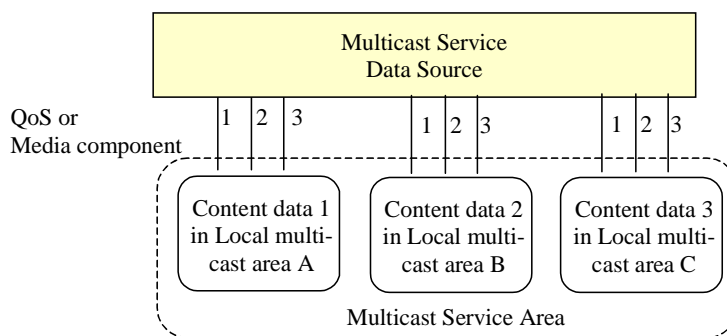 Multicast Service
Data Source
QoS or
Media component
1 2 3
1 2 3
1 2 3
Content data 1
in Local multi-
cast area A
Content data 2
in Local multi-
cast area B
Content data 3
in Local multi-
cast area C
Multicast Service Area